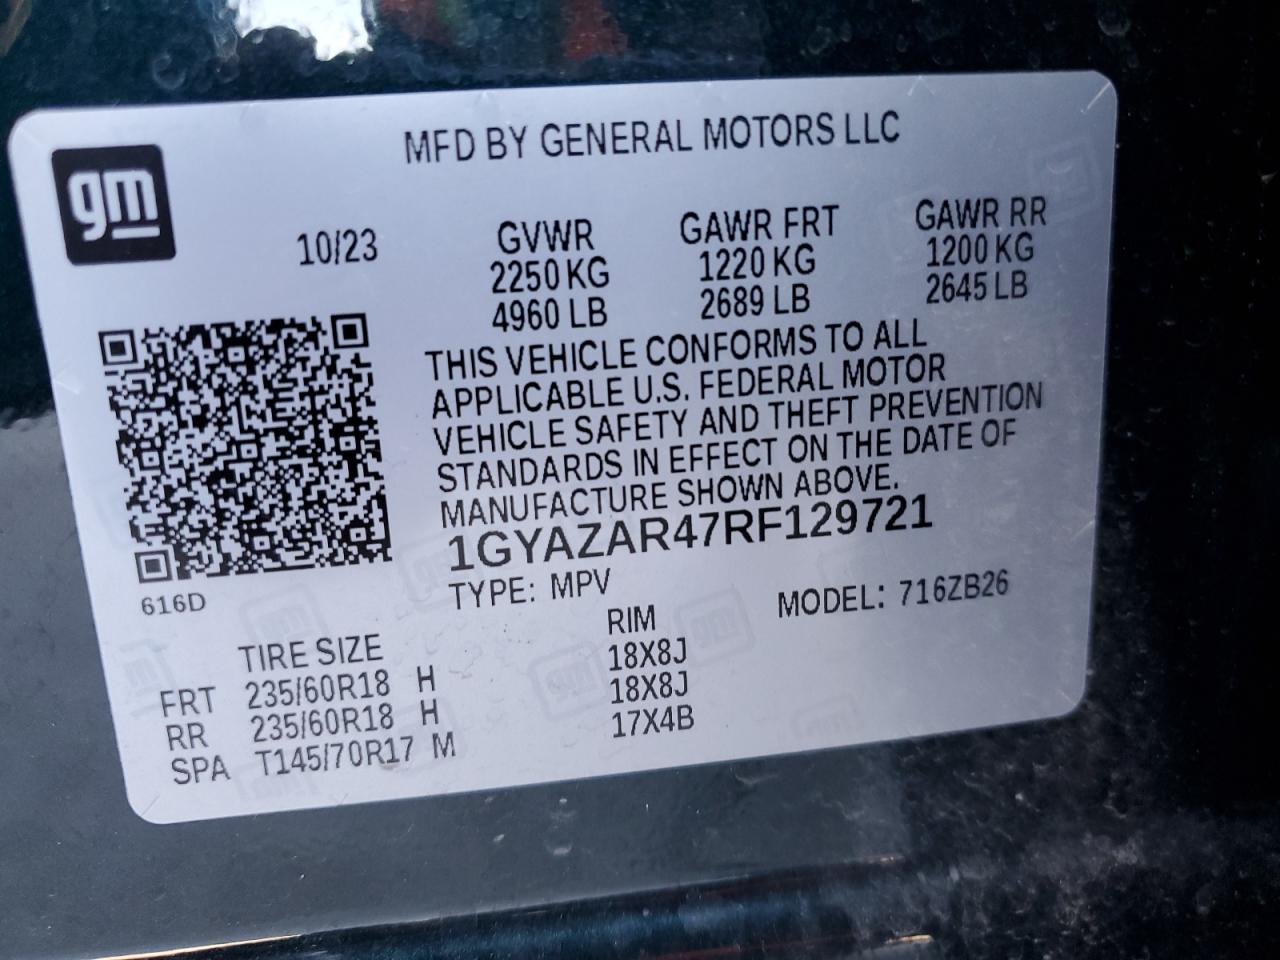 gm
MFD BY GENERAL MOTORS LLC
10/23
GVWR
2250 KG
4960 LB
GAWR FRT
1220 KG
2689 LB
GAWR RR
1200 KG
2645 LB
THIS VEHICLE CONFORMS TO ALL
APPLICABLE U.S. FEDERAL MOTOR
VEHICLE SAFETY AND THEFT PREVENTION
STANDARDS IN EFFECT ON THE DATE OF
MANUFACTURE SHOWN ABOVE.
1GYAZAR47RF129721
616D
TYPE: MPV
MODEL: 716ZB26
TIRE SIZE RIM
FRT 235/60R18 H 18X8J
RR 235/60R18 H 18X8J
SPA T145/70R17 M 17X4B